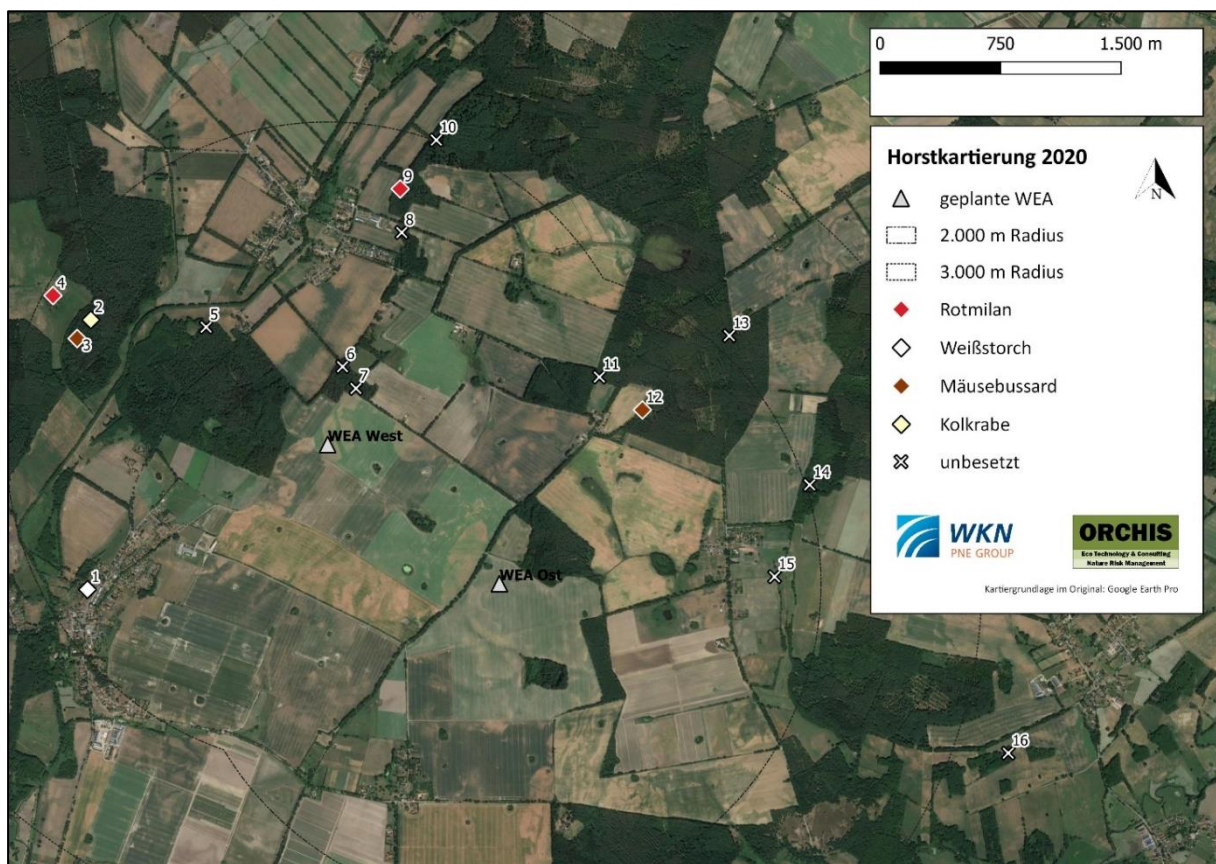 0 750 1.500 m
Horstkartierung 2020
geplante WEA
N
2.000 m Radius
3.000 m Radius
Rotmilan
Weißstorch
Mäusebussard
Kolkrabe
unbesetzt
WKN
PNE GROUP
ORCHIS
Eco Technology & Consulting
Nature Risk Management
Kartiergrundlage im Original: Google Earth Pro
10
9
8
4
2
5
3
13
6
11
7
12
WEA West
14
WEA Ost
15
1
16